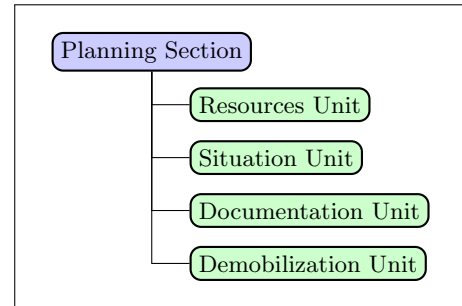 Planning Section
Resources Unit
Situation Unit
Documentation Unit
Demobilization Unit